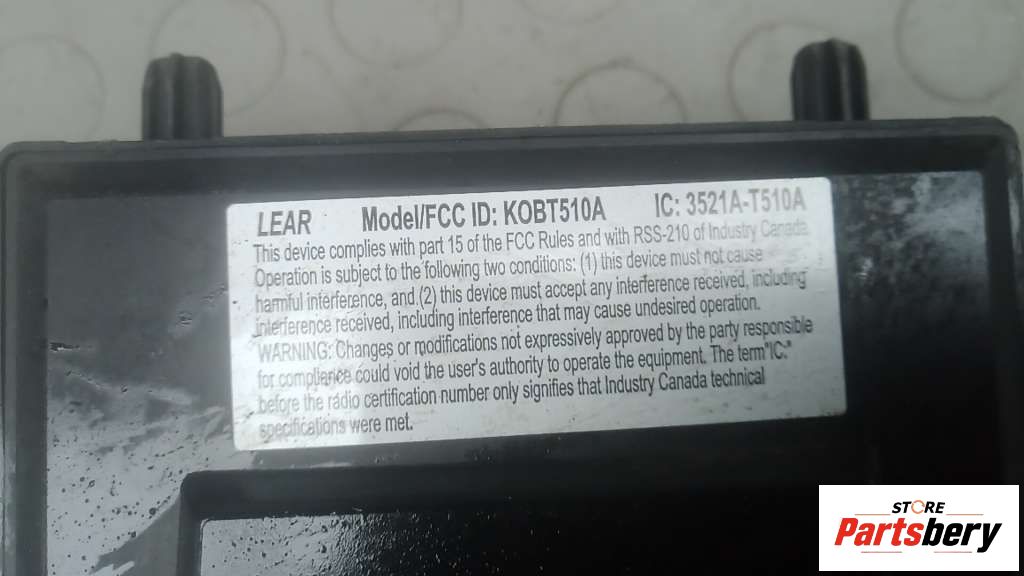 LEAR Model/FCC ID: KOBT510A IC: 3521A-T510A
This device complies with part 15 of the FCC Rules and with RSS-210 of Industry Canada.
Operation is subject to the following two conditions: (1) this device must not cause
harmful interference, and (2) this device must accept any interference received, including
interference received, including interference that may cause undesired operation.
WARNING: Changes or modifications not expressively approved by the party responsible
for compliance could void the user's authority to operate the equipment. The term"IC:"
before the radio certification number only signifies that Industry Canada technical
specifications were met.
STORE
Partsbery